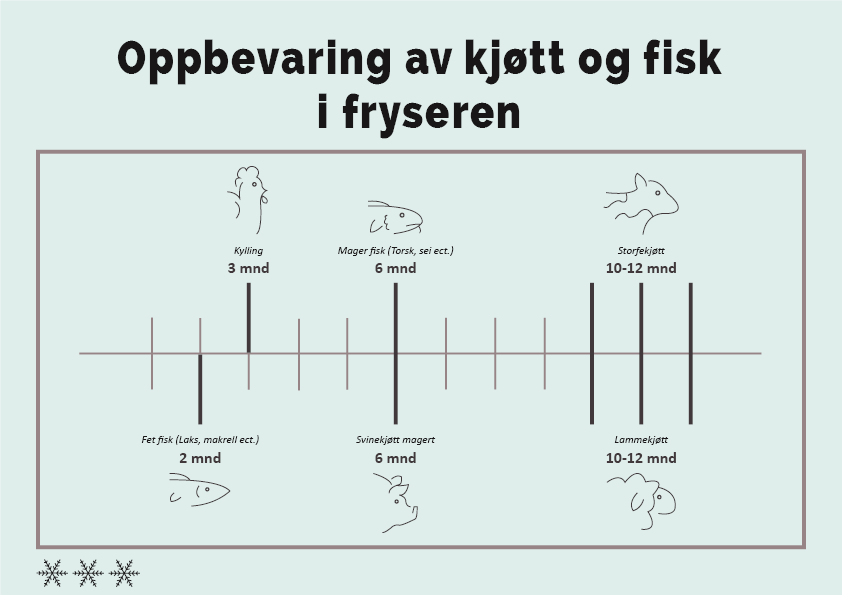 Oppbevaring av kjøtt og fisk
i fryseren
Kylling
3 mnd
Mager fisk (Torsk, sei ect.)
6 mnd
Storfekjøtt
10-12 mnd
Fet fisk (Laks, makrell ect.)
2 mnd
Svinekjøtt magert
6 mnd
Lammekjøtt
10-12 mnd